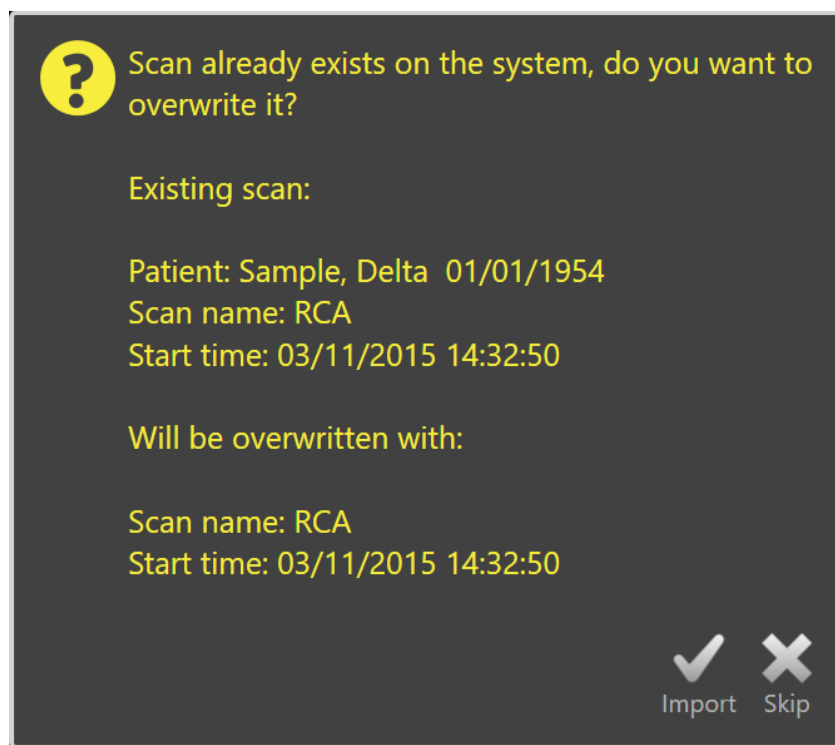 Scan already exists on the system, do you want to
overwrite it?
Existing scan:
Patient: Sample, Delta  01/01/1954
Scan name: RCA
Start time: 03/11/2015 14:32:50
Will be overwritten with:
Scan name: RCA
Start time: 03/11/2015 14:32:50
Import Skip